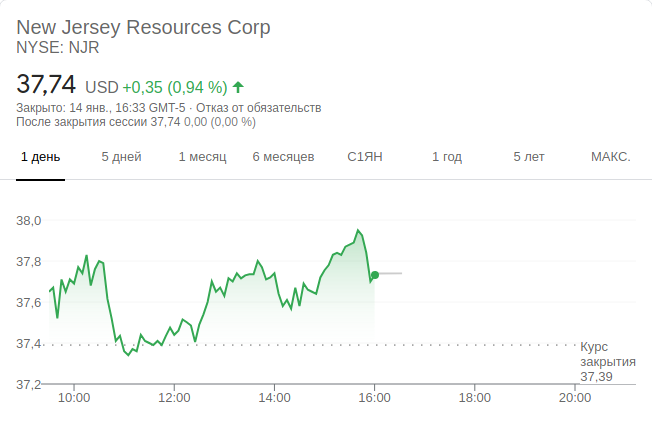 New Jersey Resources Corp
NYSE: NJR
37,74 USD +0,35 (0,94 %)
Закрыто: 14 янв., 16:33 GMT-5 · Отказ от обязательств
После закрытия сессии 37,74 0,00 (0,00 %)
1 день 5 дней 1 месяц 6 месяцев С1ЯН 1 год 5 лет МАКС.
38,0
37,8
37,6
37,4
Курс
закрытия
37,39
37,2
10:00 12:00 14:00 16:00 18:00 20:00